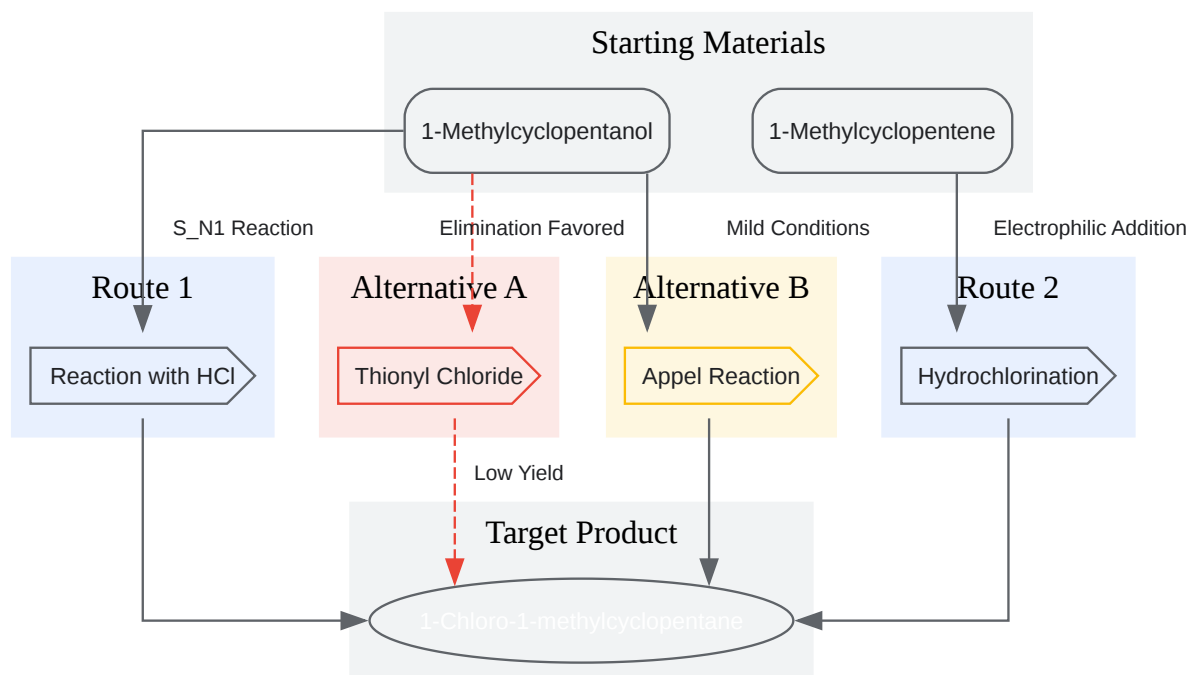 Starting Materials
1-Methylcyclopentanol
1-Methylcyclopentene
S_N1 Reaction
Elimination Favored
Mild Conditions
Electrophilic Addition
Route 1
Alternative A
Alternative B
Route 2
Reaction with HCl
Thionyl Chloride
Appel Reaction
Hydrochlorination
Low Yield
Target Product
1-Chloro-1-methylcyclopentane